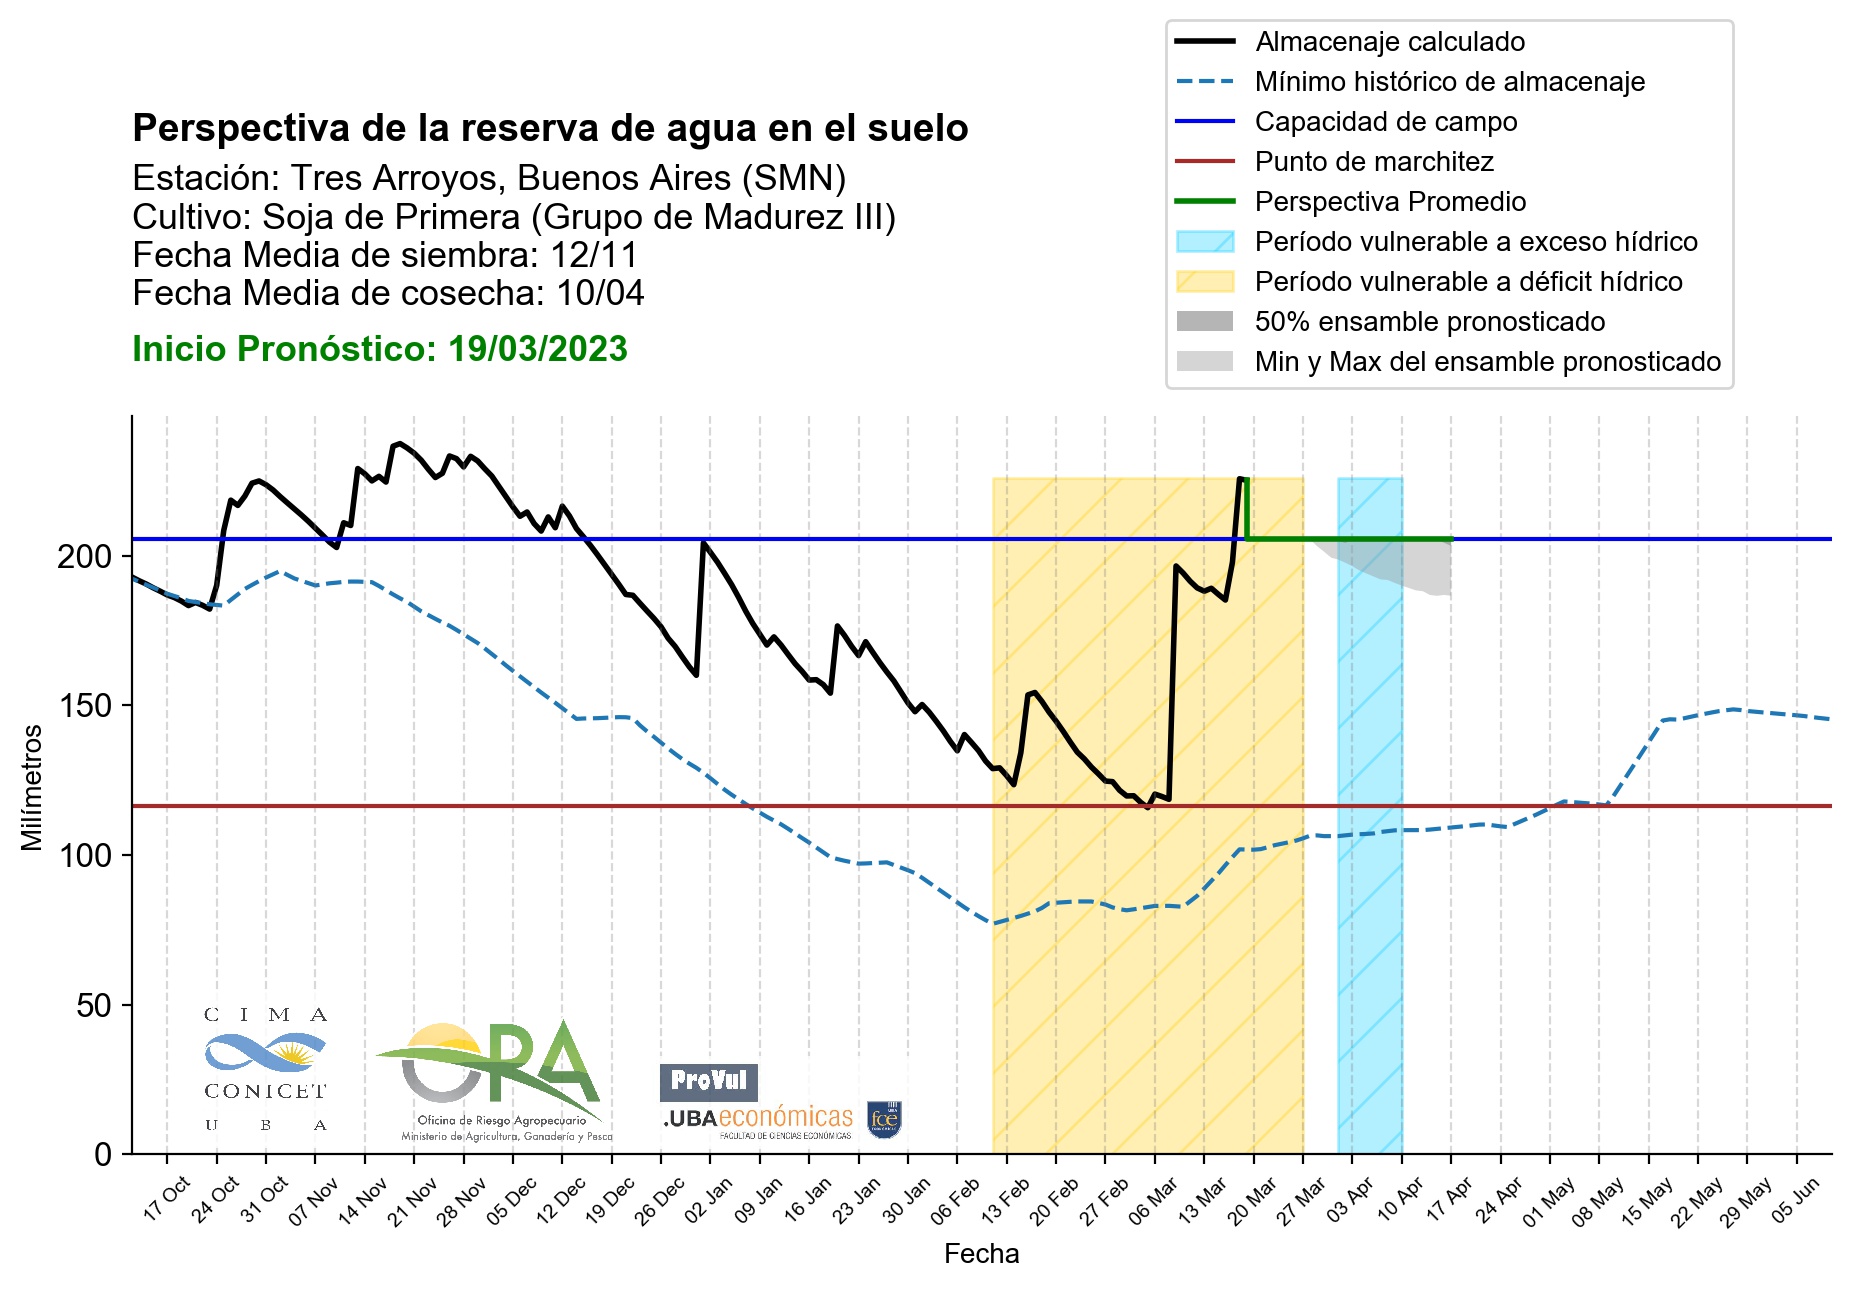 Almacenaje calculado
Mínimo histórico de almacenaje
Capacidad de campo
Punto de marchitez
Perspectiva Promedio
Período vulnerable a exceso hídrico
Período vulnerable a déficit hídrico
50% ensamble pronosticado
Min y Max del ensamble pronosticado
Perspectiva de la reserva de agua en el suelo
Estación: Tres Arroyos, Buenos Aires (SMN)
Cultivo: Soja de Primera (Grupo de Madurez III)
Fecha Media de siembra: 12/11
Fecha Media de cosecha: 10/04
Inicio Pronóstico: 19/03/2023
Milímetros
200
150
100
50
0
C I M A
CONICET
U B A
ORA
Oficina de Riesgo Agropecuario
Ministerio de Agricultura, Ganadería y Pesca
ProVul
.UBAeconómicas
FACULTAD DE CIENCIAS ECONÓMICAS
UBA
fce
ECONÓMICAS
17 Oct 24 Oct 31 Oct 07 Nov 14 Nov 21 Nov 28 Nov 05 Dec 12 Dec 19 Dec 26 Dec 02 Jan 09 Jan 16 Jan 23 Jan 30 Jan 06 Feb 13 Feb 20 Feb 27 Feb 06 Mar 13 Mar 20 Mar 27 Mar 03 Apr 10 Apr 17 Apr 24 Apr 01 May 08 May 15 May 22 May 29 May 05 Jun
Fecha